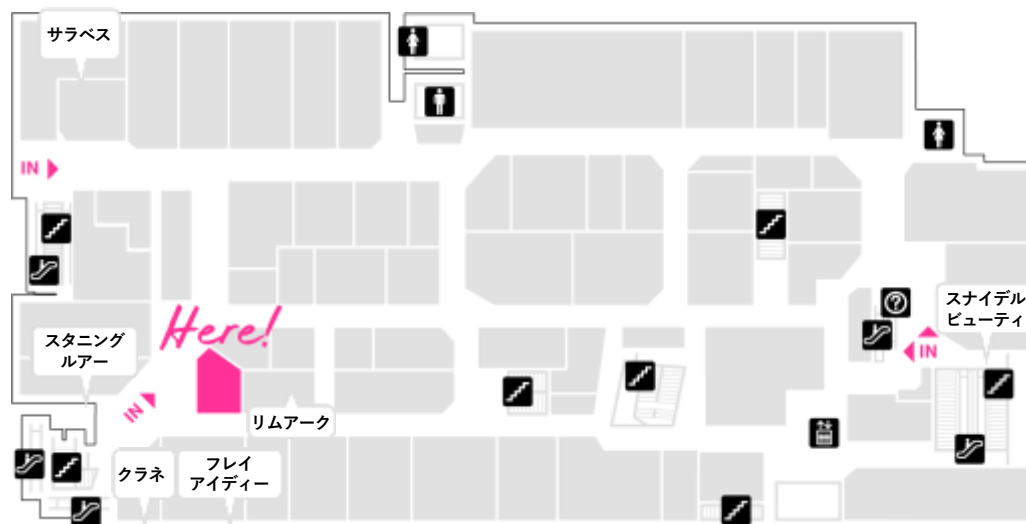 サラベス
IN
Here!
スナイデル
ビューティ
スタニング
ルアー
IN
IN
リムアーク
クラネ
フレイ
アイディー